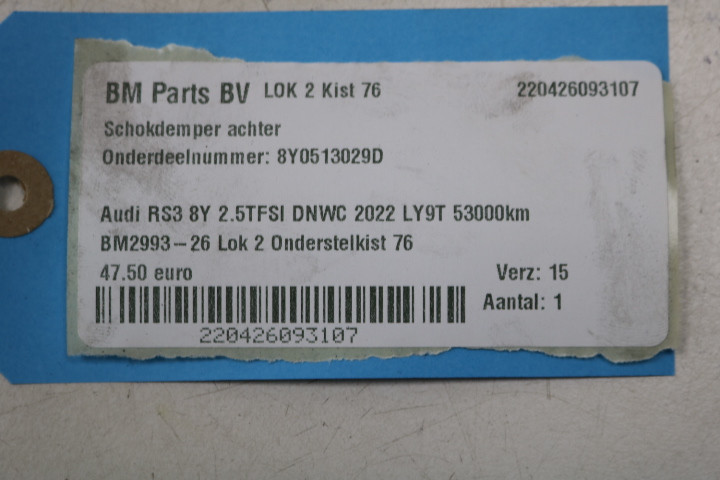 BM Parts BV LOK 2 Kist 76 220426093107
Schokdemper achter
Onderdeelnummer: 8Y0513029D
Audi RS3 8Y 2.5TFSI DNWC 2022 LY9T 53000km
BM2993-26 Lok 2 Onderstelkist 76
47.50 euro Verz: 15
Aantal: 1
220426093107